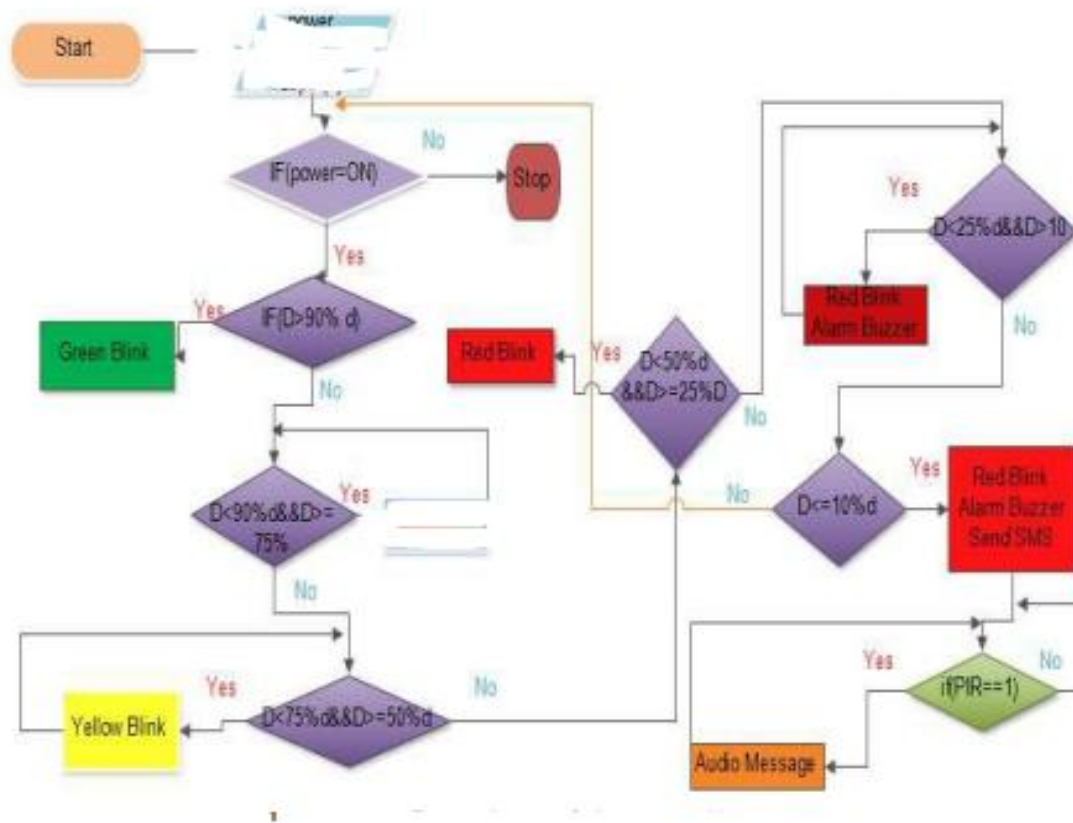 power
Start
No
IF(power=ON)
Stop
Yes
Yes
IF(D>90% d)
Green Blink
No
D<90%d&&D>=
75%
Yes
No
Yes
D<75%d&&D>=50%d
No
Yellow Blink
Red Blink
Yes
D<50%d
&&D>=25%D
No
Yes
D<25%d&&D>10
Red Blink
Alarm Buzzer
No
No
D<=10%d
Yes
Red Blink
Alarm Buzzer
Send SMS
Yes
if(PIR==1)
No
Audio Message